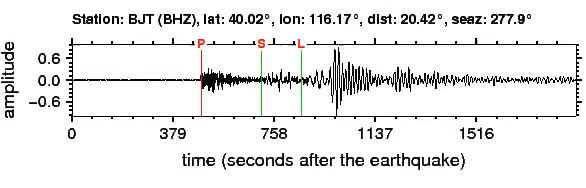 Station: BJT (BHZ), lat: 40.02°, lon: 116.17°, dist: 20.42°, seaz: 277.9°
P S L
amplitude
0.6
0.0
−0.6
0 379 758 1137 1516
time (seconds after the earthquake)